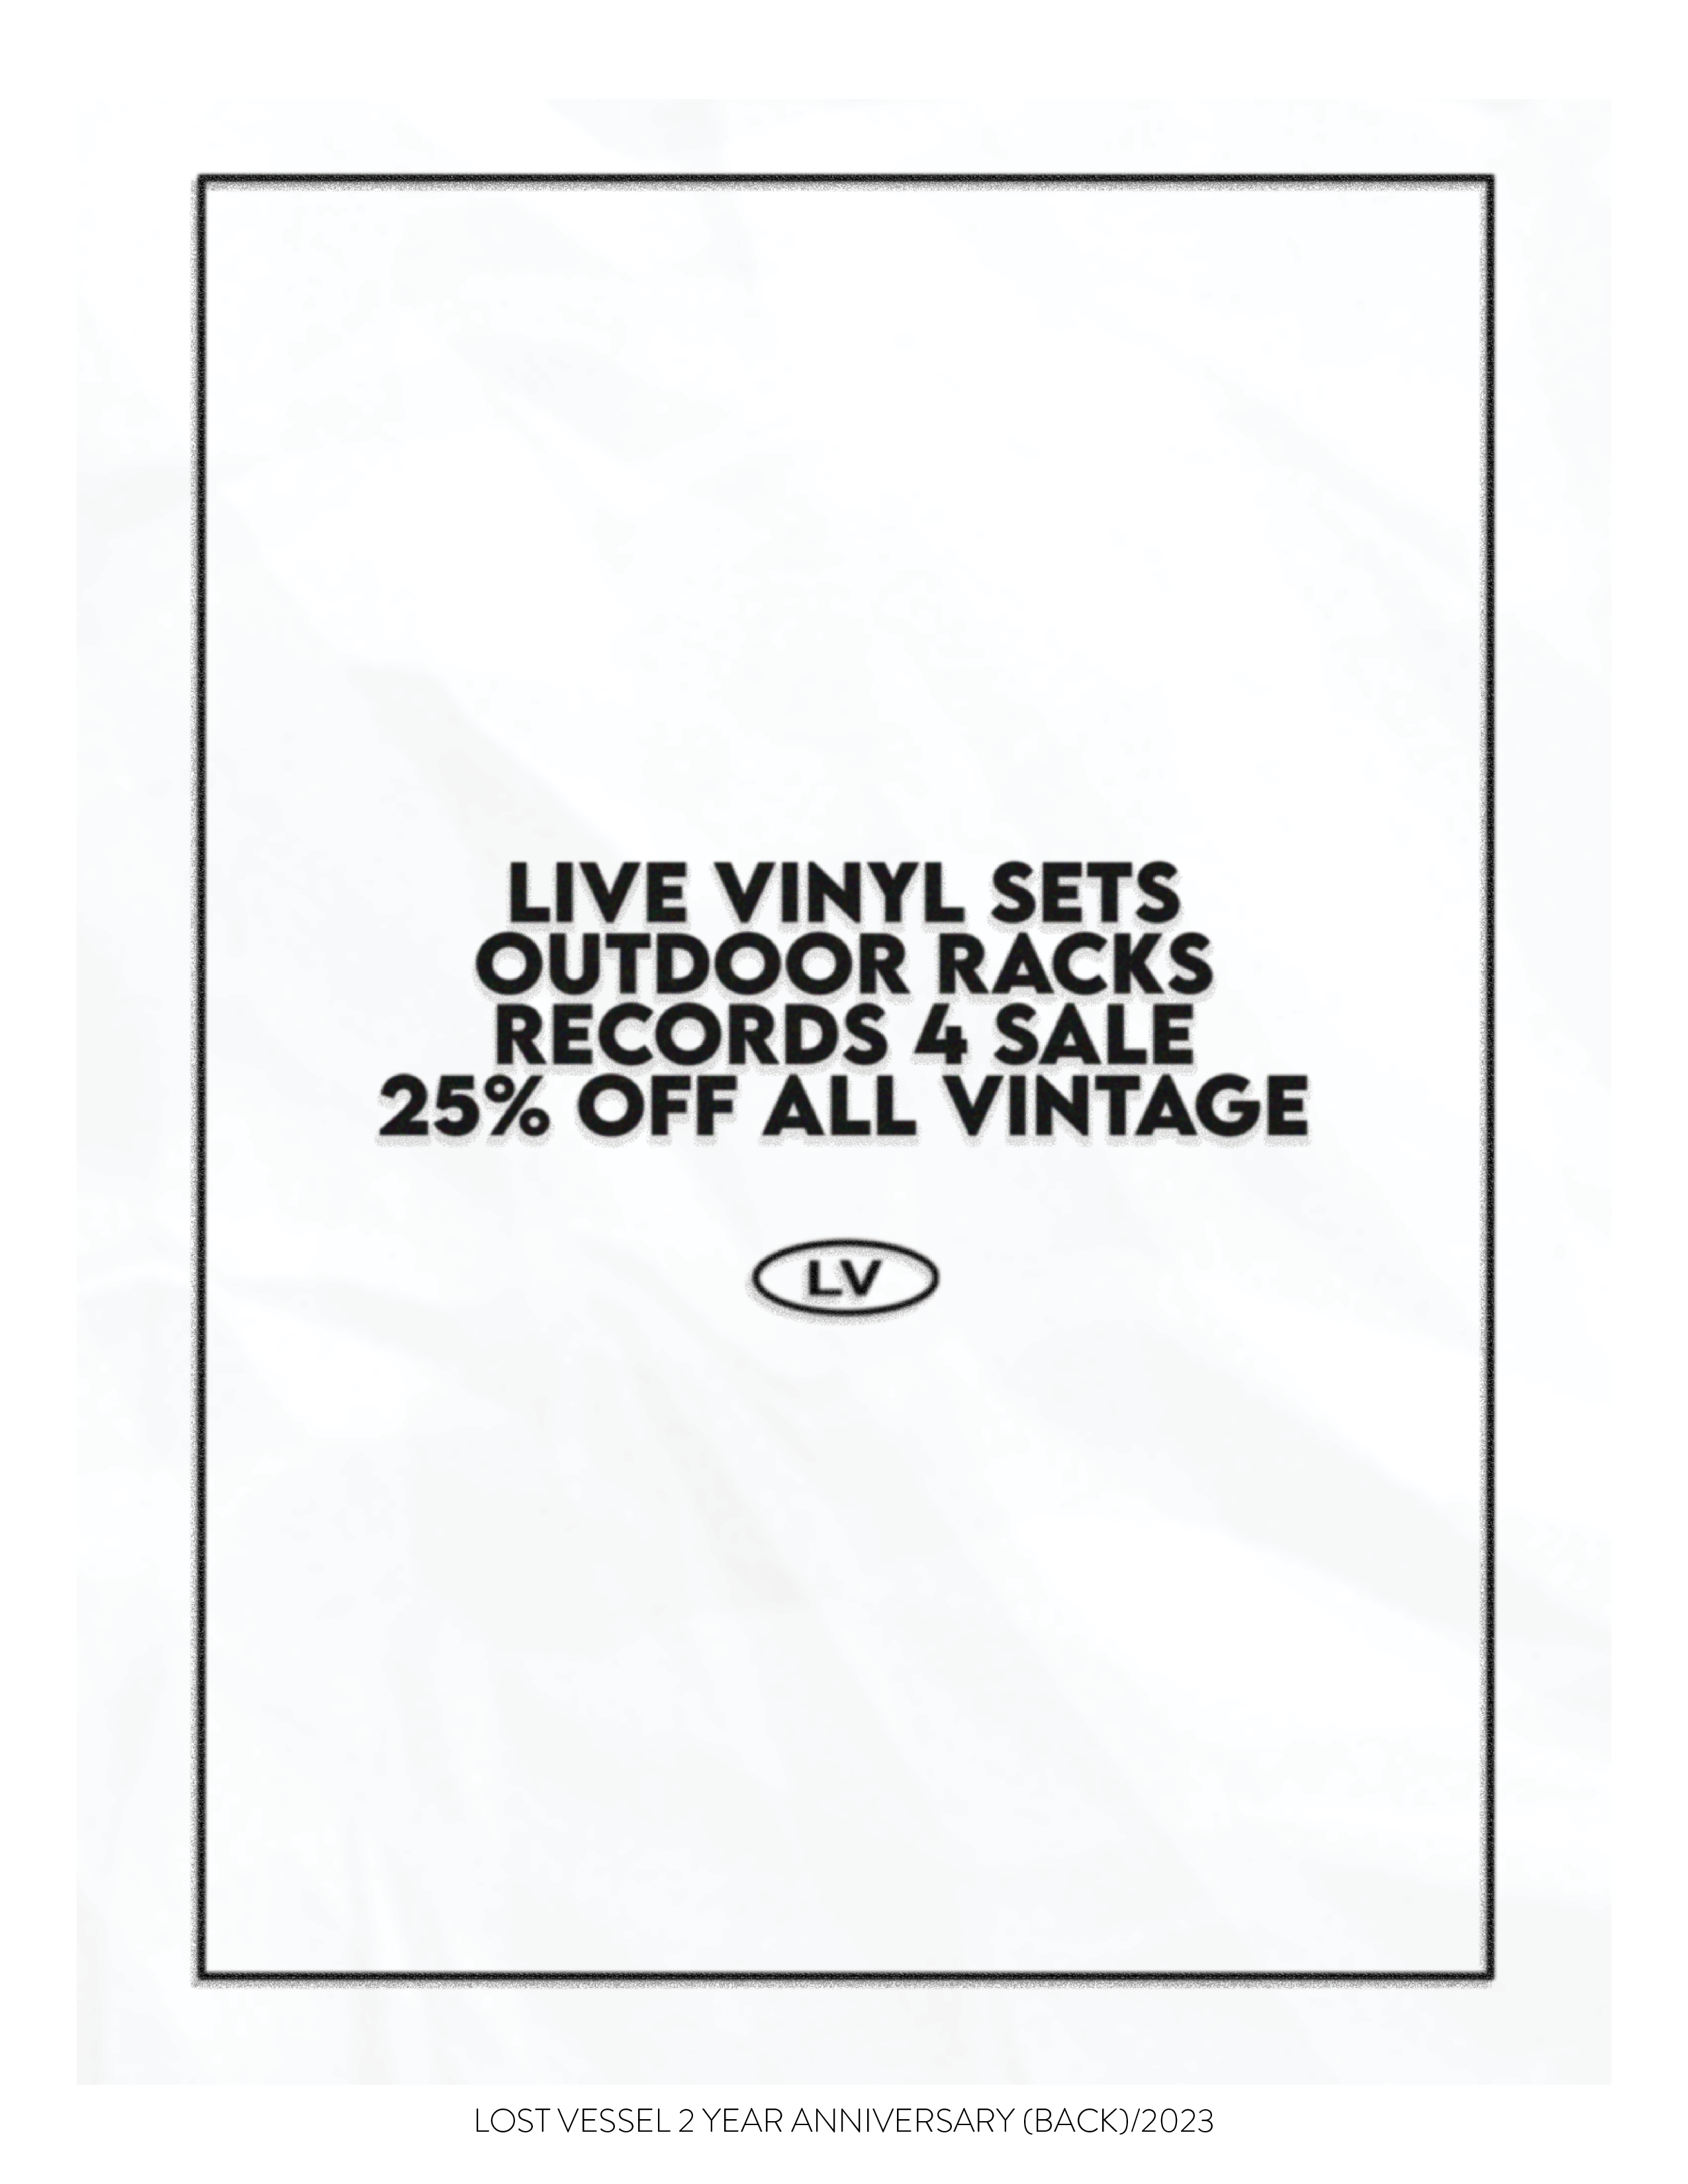 LIVE VINYL SETS
OUTDOOR RACKS
RECORDS 4 SALE
25% OFF ALL VINTAGE
LV
LOST VESSEL 2 YEAR ANNIVERSARY (BACK)/2023